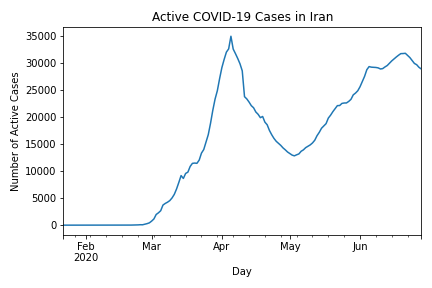 Active COVID-19 Cases in Iran
Number of Active Cases
35000
30000
25000
20000
15000
10000
5000
0
Feb Mar Apr May Jun
2020
Day